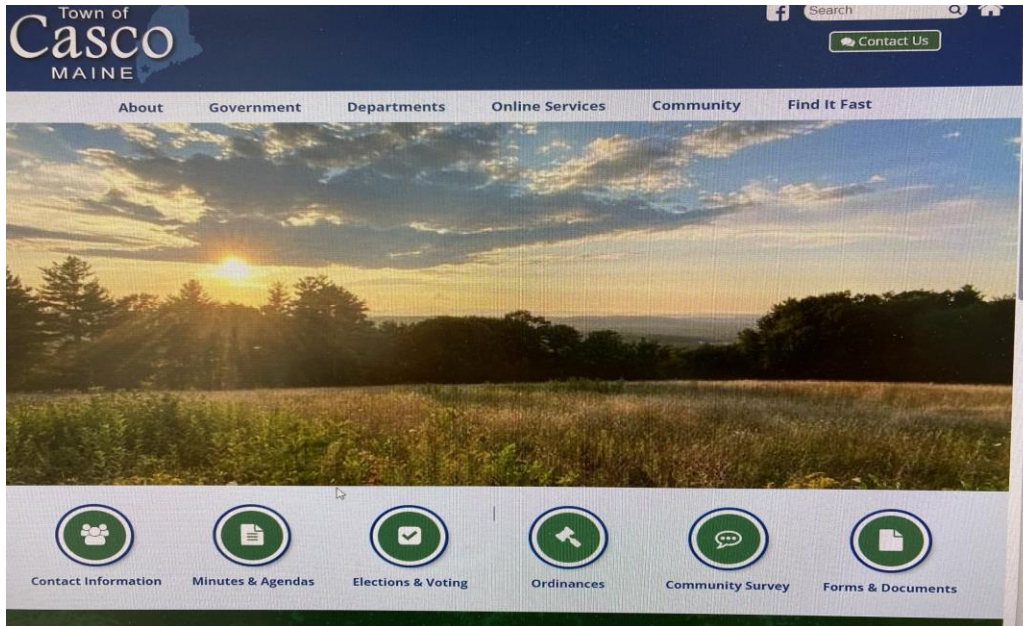 Town of
Casco
MAINE
Search
Contact Us
About Government Departments Online Services Community Find It Fast
Contact Information Minutes & Agendas Elections & Voting Ordinances Community Survey Forms & Documents